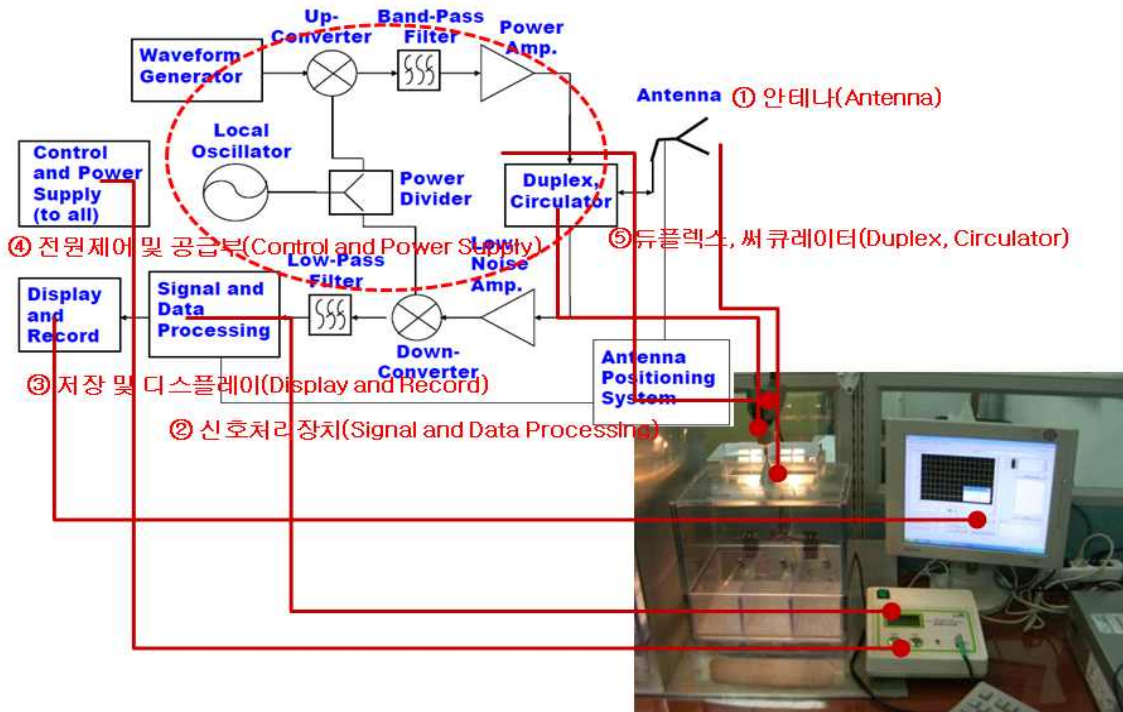 Up-
Converter
Band-Pass
Filter
Power
Amp.
Waveform
Generator
Antenna
① 안테나(Antenna)
Local
Oscillator
Control
and Power
Supply
(to all)
Power
Divider
Duplex,
Circulator
④ 전원제어 및 공급부(Control and Power Supply)
⑤듀플렉스, 써큐레이터(Duplex, Circulator)
Low-Pass
Filter
Low-
Noise
Amp.
Display
and
Record
Signal and
Data
Processing
Down-
Converter
Antenna
Positioning
System
③ 저장 및 디스플레이(Display and Record)
② 신호처리장치(Signal and Data Processing)